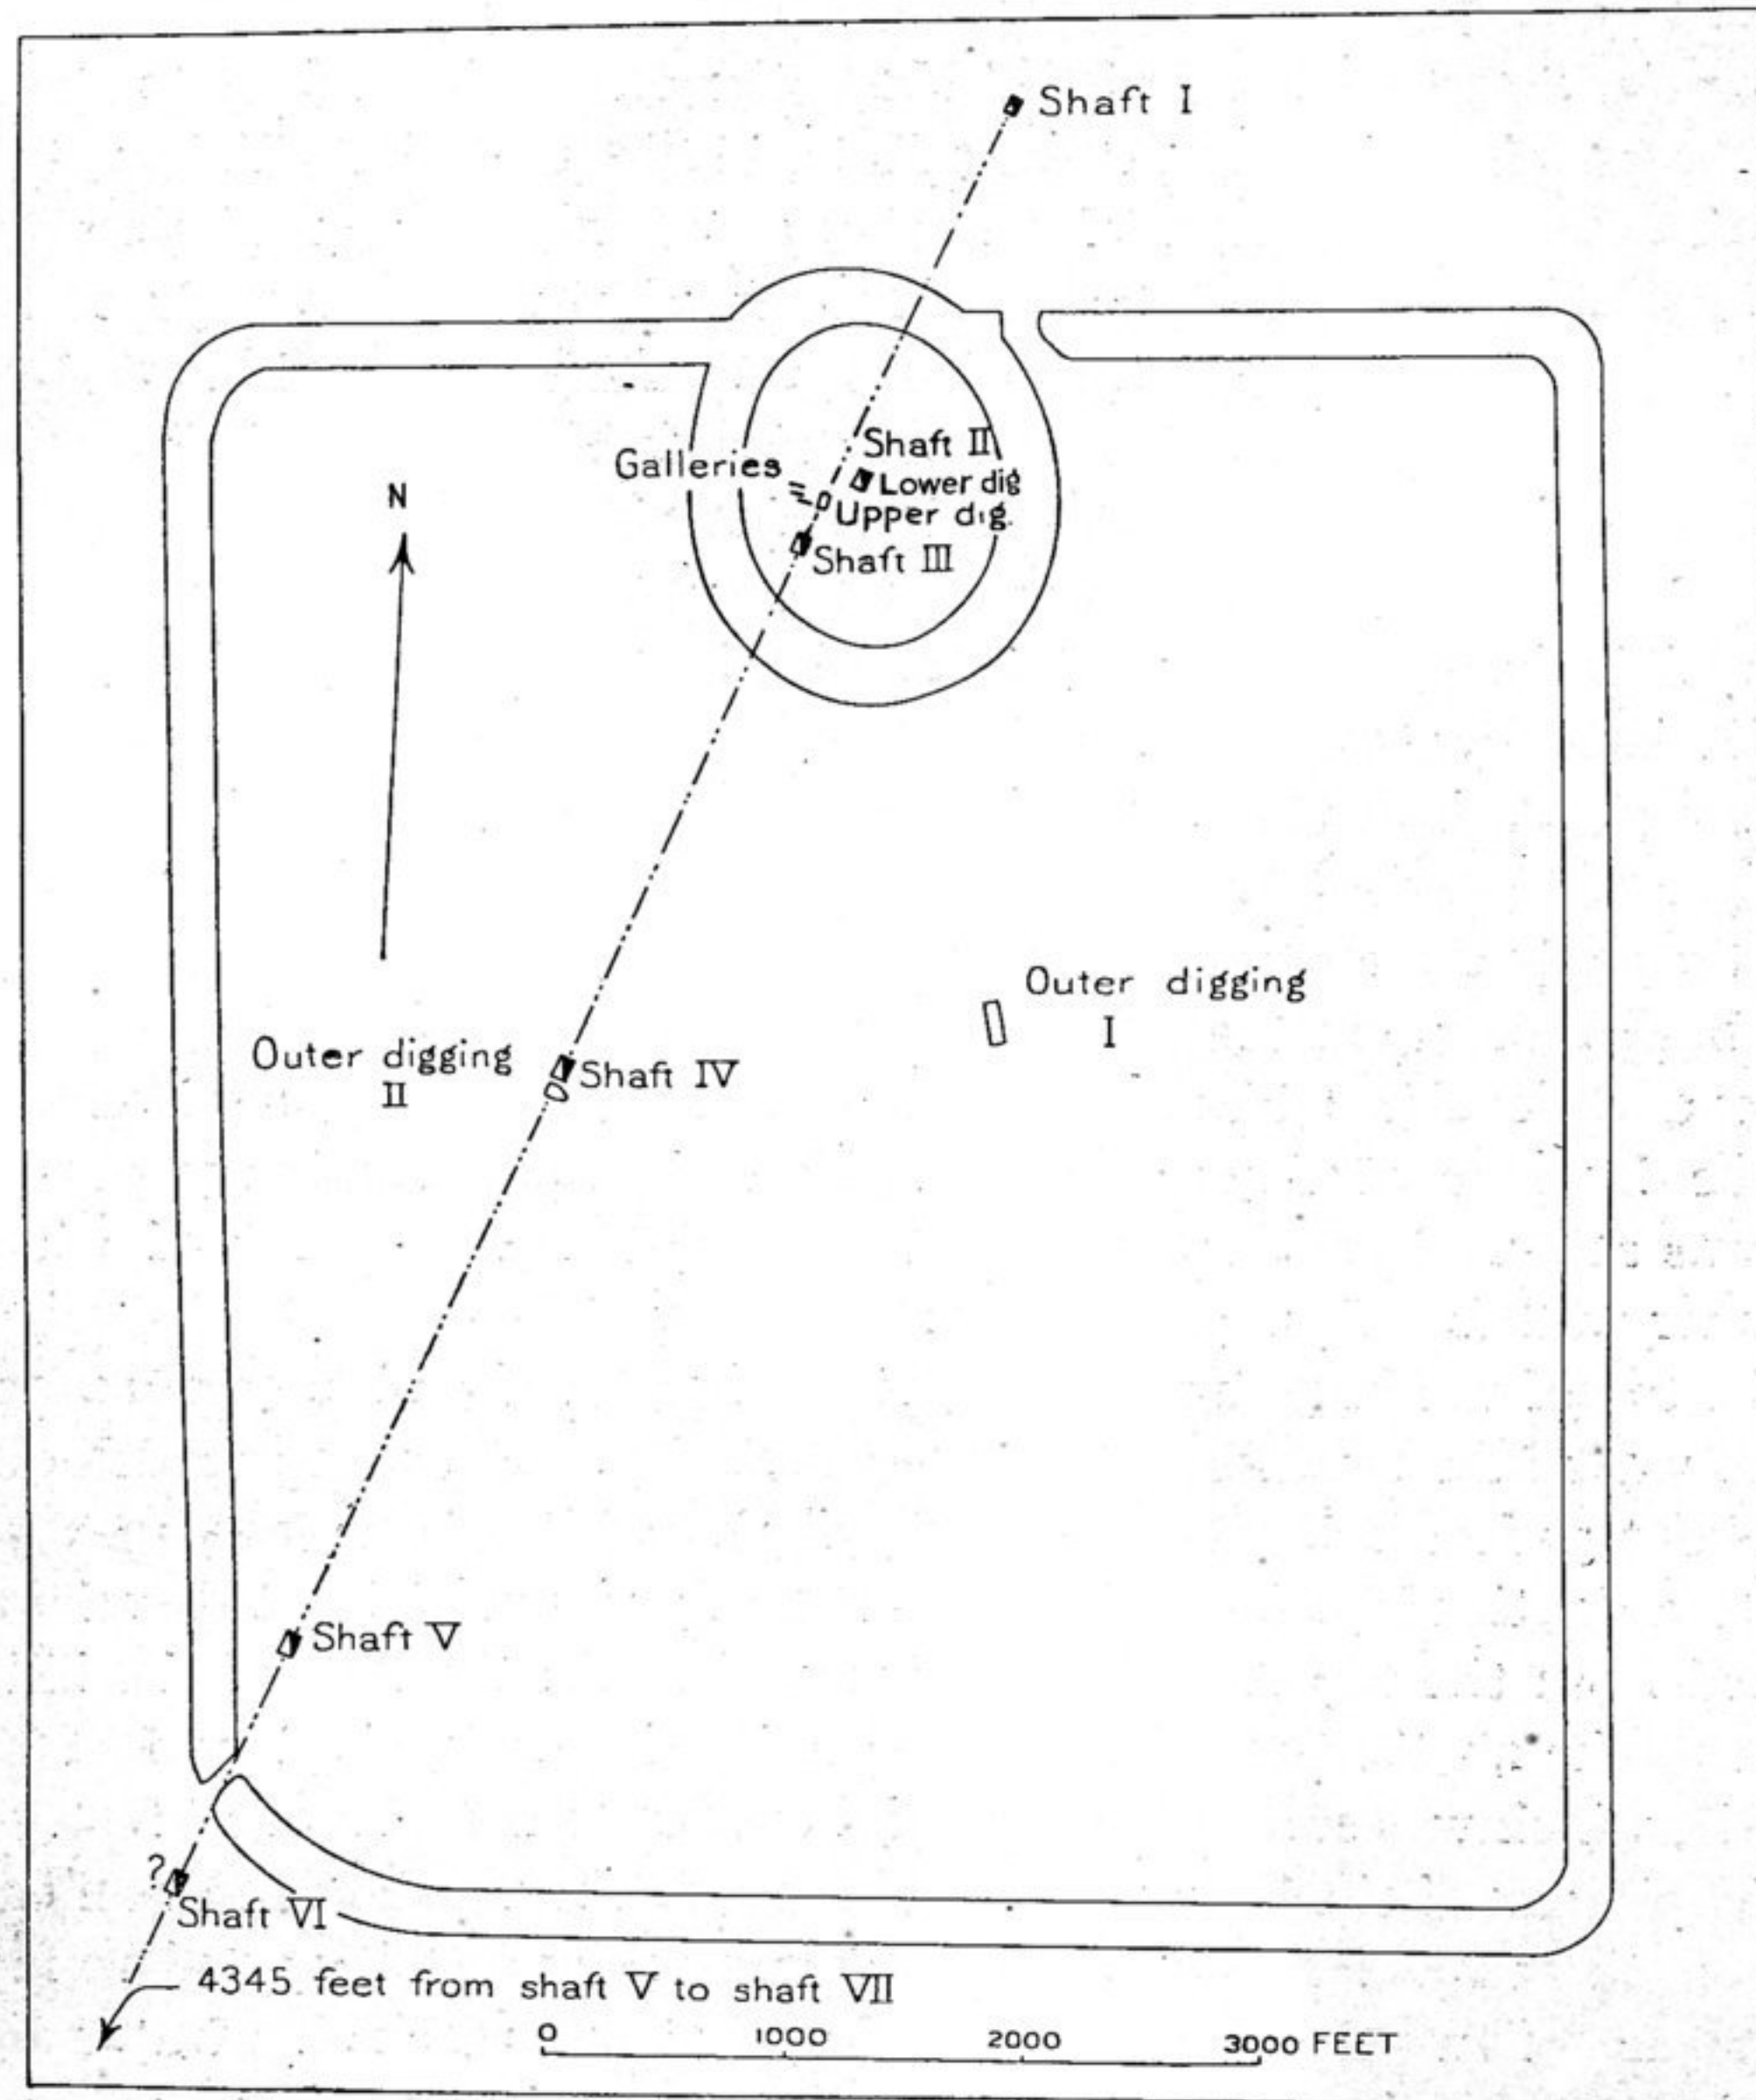 Shaft I
Shaft II
Galleries
Lower dig
Upper dig.
Shaft III
N
Outer digging
I
Outer digging
II
Shaft IV
Shaft V
?
Shaft VI
4345 feet from shaft V to shaft VII
0 1000 2000 3000 FEET